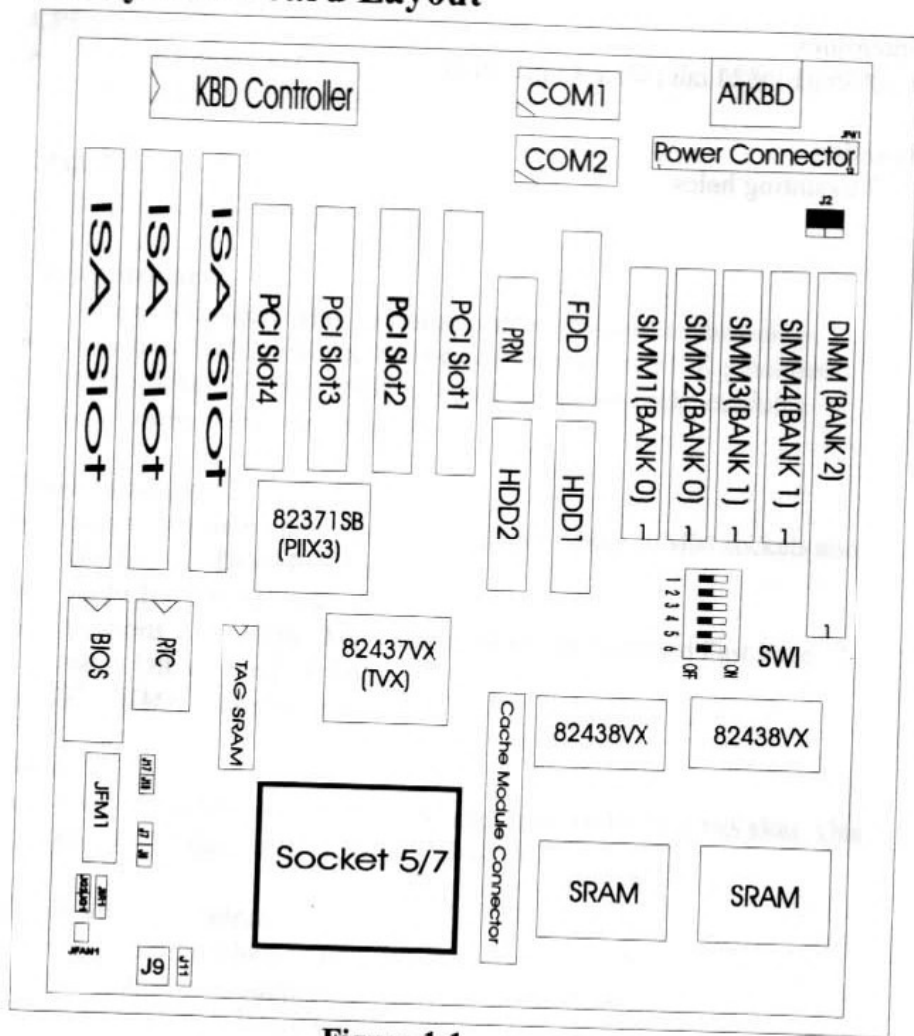 Board Layout
KBD Controller
COM1
ATKBD
COM2
JPW1
Power Connector
J2
ISA Slot
ISA Slot
ISA Slot
PCI Slot4
PCI Slot3
PCI Slot2
PCI Slot1
PRN
FDD
SIMM1(BANK 0) 1
SIMM2(BANK 0) 1
SIMM3(BANK 1) 1
SIMM4(BANK 1) 1
DIMM (BANK 2) 1
HDD2
HDD1
82371SB
(PIIX3)
1 2 3 4 5 6
OFF
ON
SW1
BIOS
RTC
TAG SRAM
82437VX
(TVX)
Cache Module Connector
82438VX
82438VX
JFM1
J7
J8
Socket 5/7
SRAM
SRAM
JFAN1
J9
J11